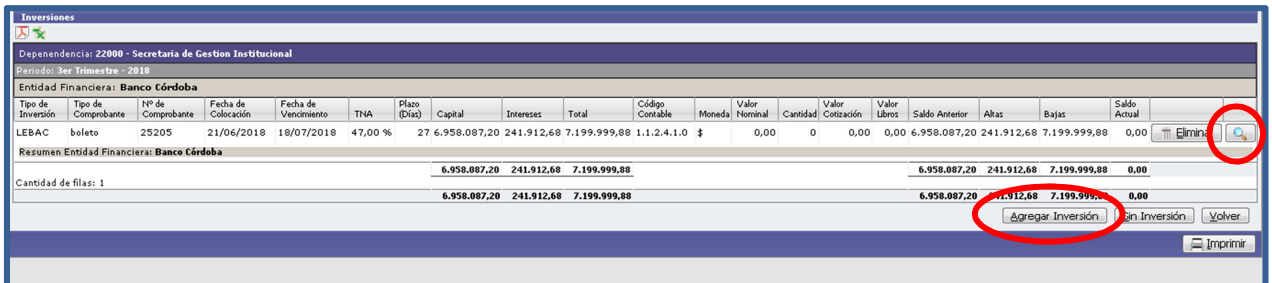 Inversiones
Depenendencia: 22000 - Secretaria de Gestion Institucional
Periodo: 3er Trimestre - 2018
Entidad Financiera: Banco Córdoba
Tipo de Inversión Tipo de Comprobante Nº de Comprobante Fecha de Colocación Fecha de Vencimiento TNA Plazo (Días) Capital Intereses Total Código Contable Moneda Valor Nominal Cantidad Valor Cotización Valor Libros Saldo Anterior Altas Bajas Saldo Actual
LEBAC boleto 25205 21/06/2018 18/07/2018 47,00 % 27 6.958.087,20 241.912,68 7.199.999,88 1.1.2.4.1.0 $ 0,00 0 0,00 0,00 6.958.087,20 241.912,68 7.199.999,88 0,00 Elimina
Resumen Entidad Financiera: Banco Córdoba
6.958.087,20 241.912,68 7.199.999,88 6.958.087,20 241.912,68 7.199.999,88 0,00
Cantidad de filas: 1
6.958.087,20 241.912,68 7.199.999,88 6.958.087,20 241.912,68 7.199.999,88 0,00
Agregar Inversión Sin Inversión Volver
Imprimir